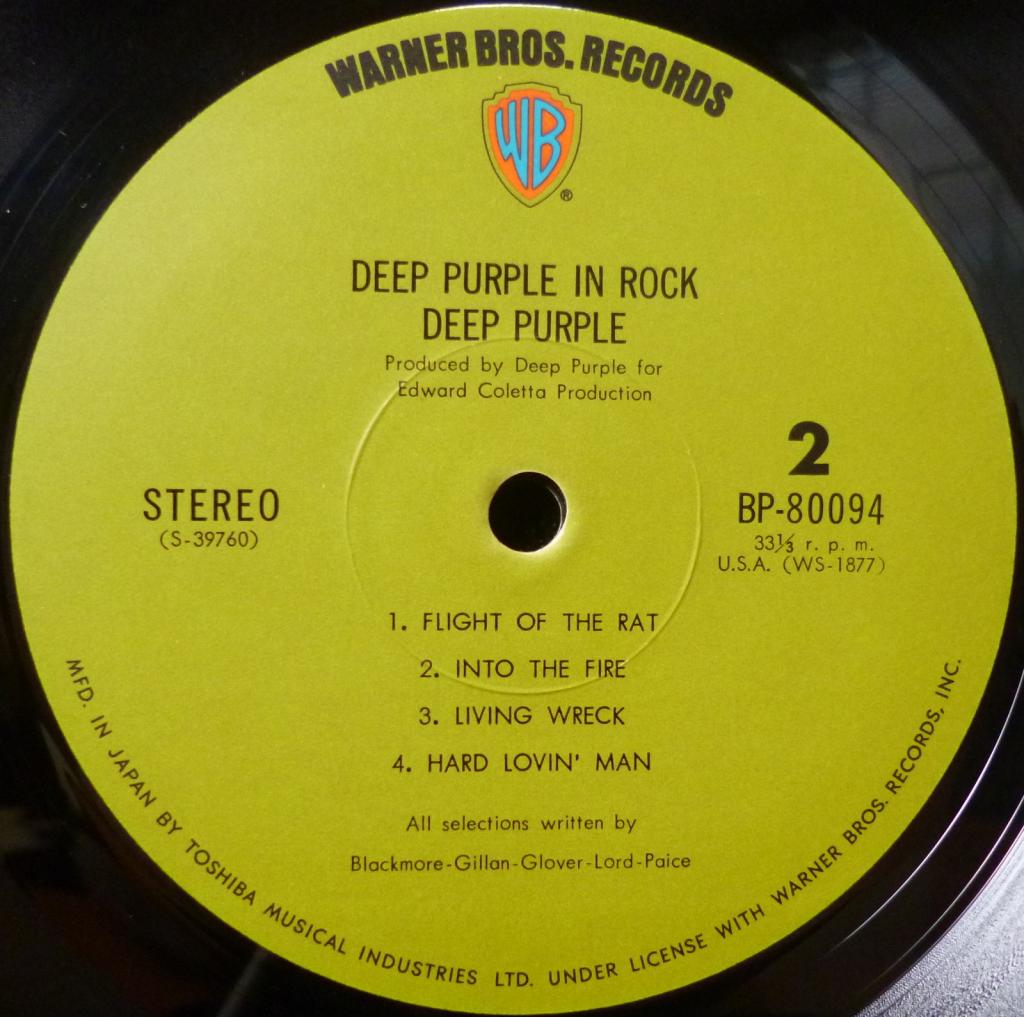 WARNER BROS. RECORDS
WB
®
DEEP PURPLE IN ROCK
DEEP PURPLE
Produced by Deep Purple for
Edward Coletta Production
2
STEREO
(S-39760)
BP-80094
33⅓ r. p. m.
U.S.A. (WS-1877)
1. FLIGHT OF THE RAT
2. INTO THE FIRE
3. LIVING WRECK
4. HARD LOVIN' MAN
All selections written by
Blackmore-Gillan-Glover-Lord-Paice
MFD. IN JAPAN BY TOSHIBA MUSICAL INDUSTRIES LTD. UNDER LICENSE WITH WARNER BROS. RECORDS, INC.